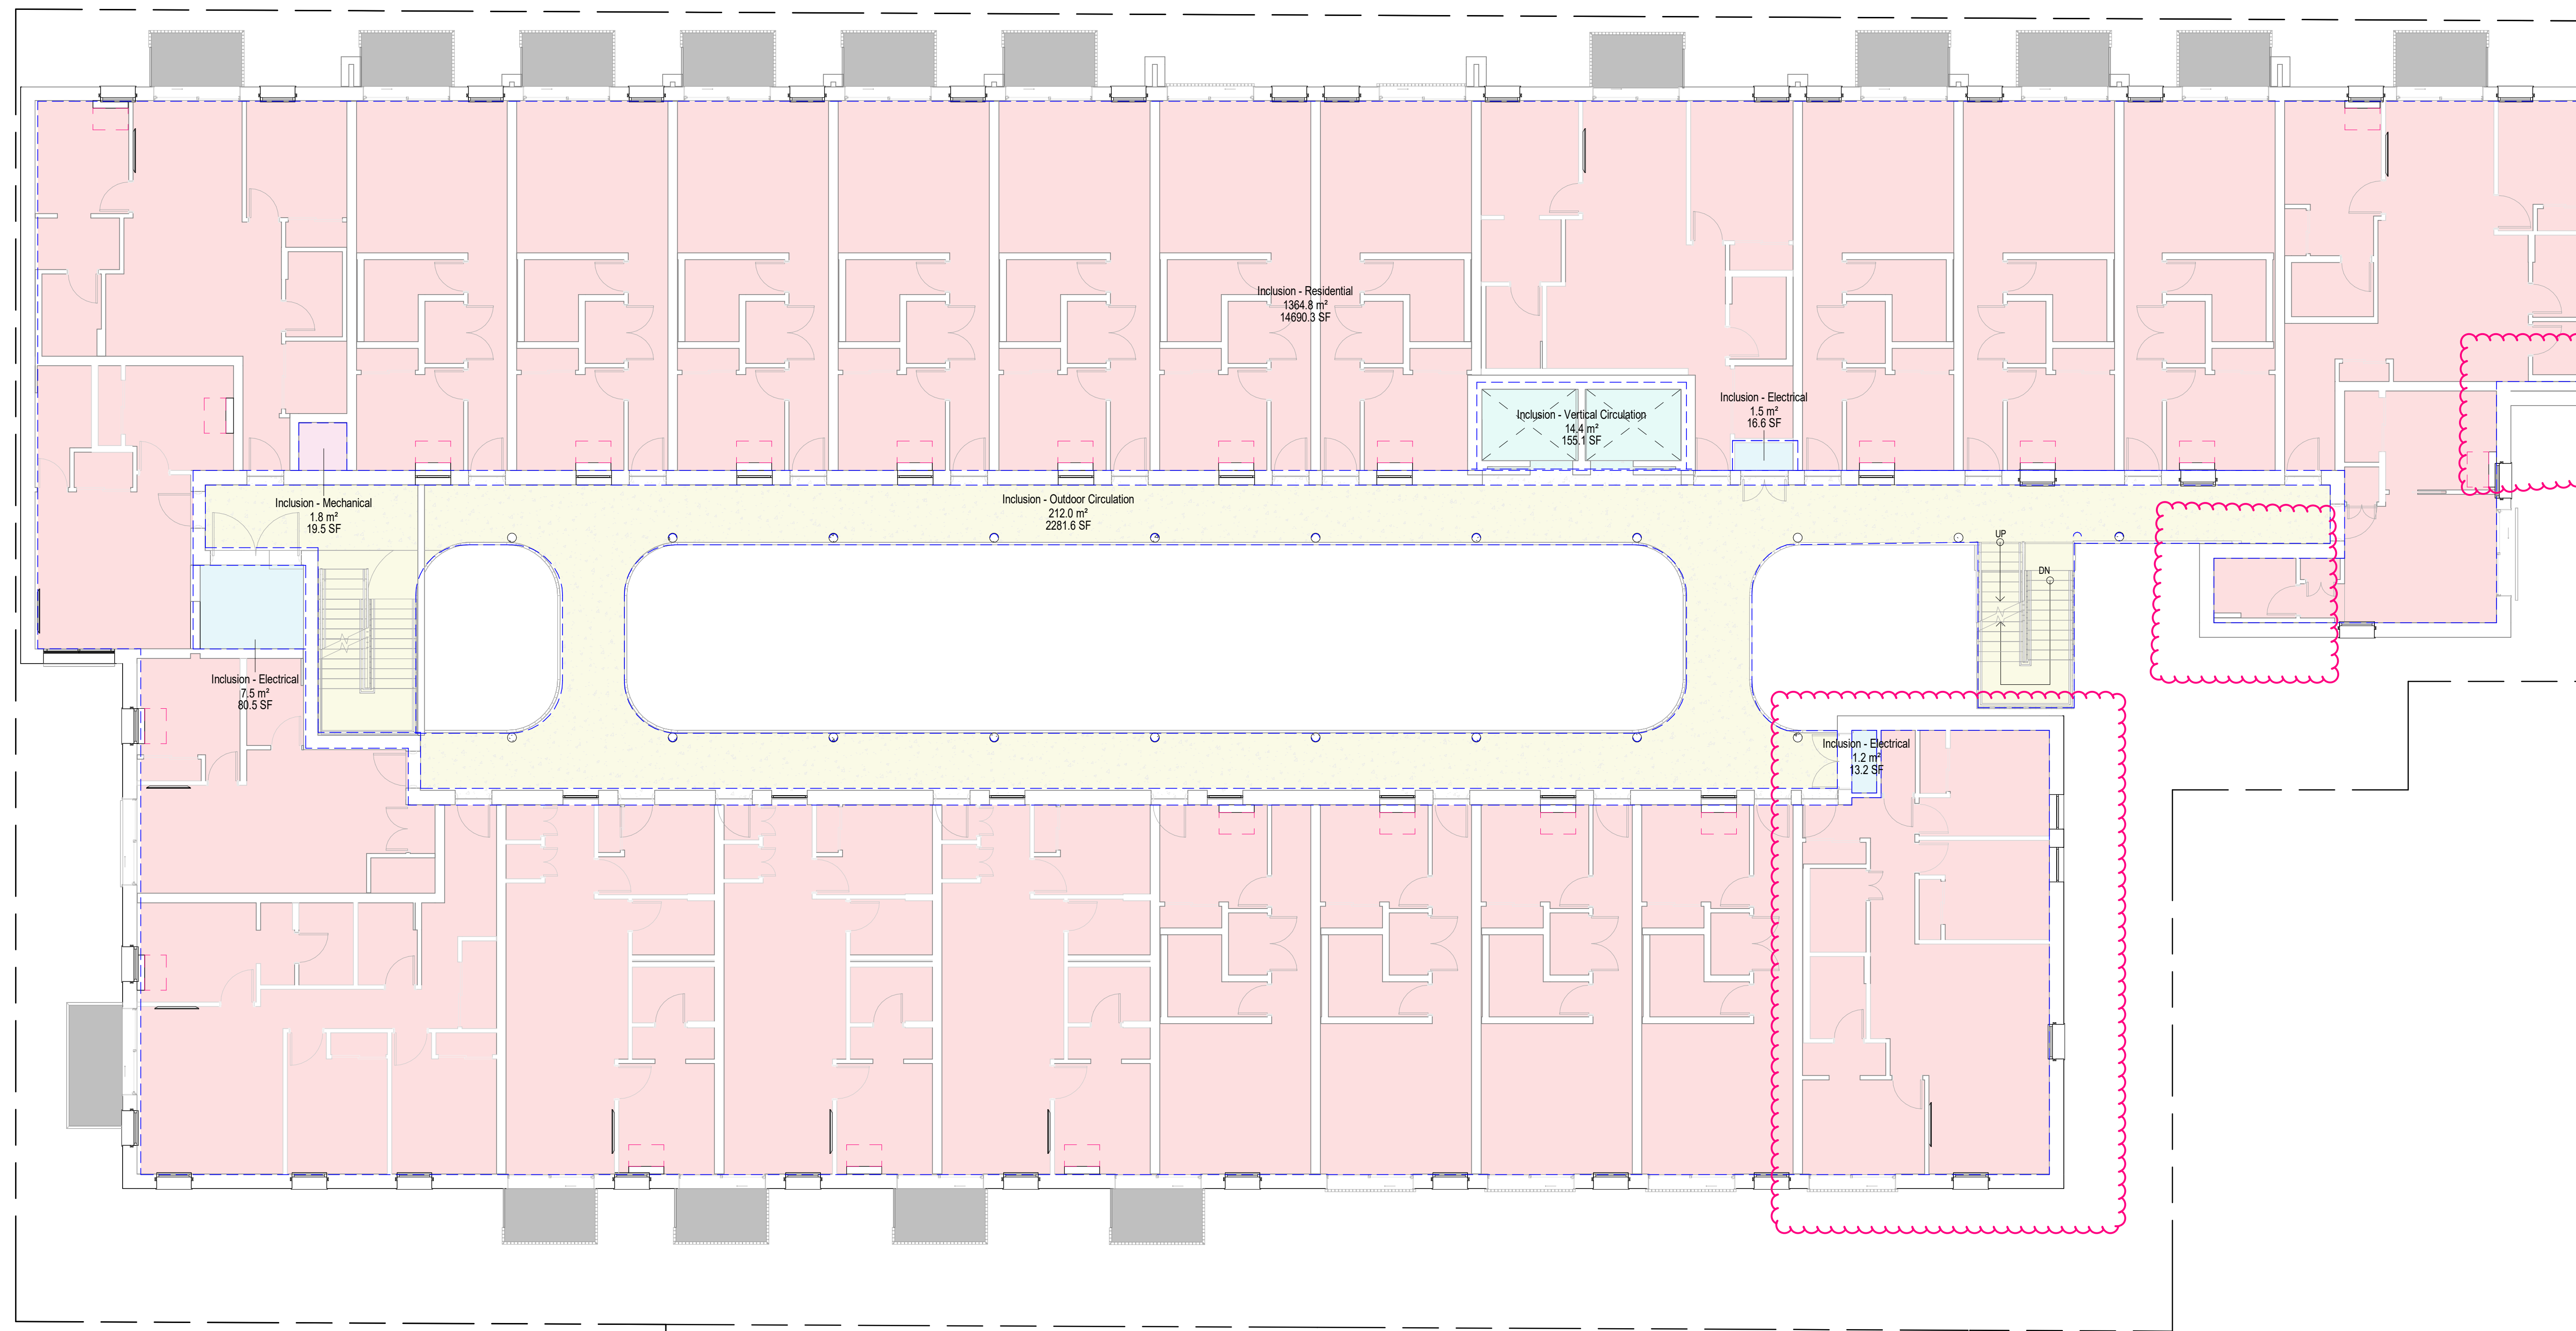 Inclusion - Residential
1364.8 m²
14690.3 SF
Inclusion - Electrical
1.5 m²
16.6 SF
Inclusion - Vertical Circulation
14.4 m²
155.1 SF
Inclusion - Mechanical
1.8 m²
19.5 SF
Inclusion - Outdoor Circulation
212.0 m²
2281.6 SF
UP
DN
Inclusion - Electrical
7.5 m²
80.5 SF
Inclusion - Electrical
1.2 m²
13.2 SF